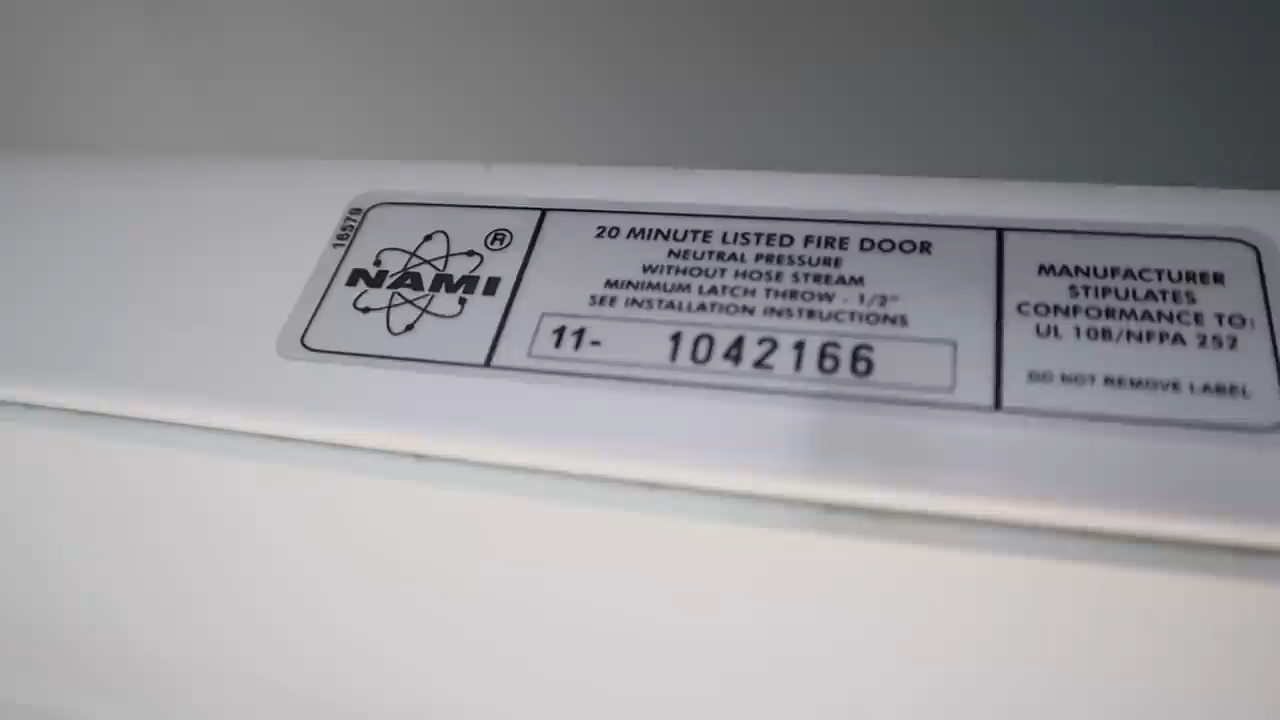 16570
NAMI®
20 MINUTE LISTED FIRE DOOR
NEUTRAL PRESSURE
WITHOUT HOSE STREAM
MINIMUM LATCH THROW - 1/2"
SEE INSTALLATION INSTRUCTIONS
11- 1042166
MANUFACTURER
STIPULATES
CONFORMANCE TO:
UL 10B/NFPA 252
DO NOT REMOVE LABEL